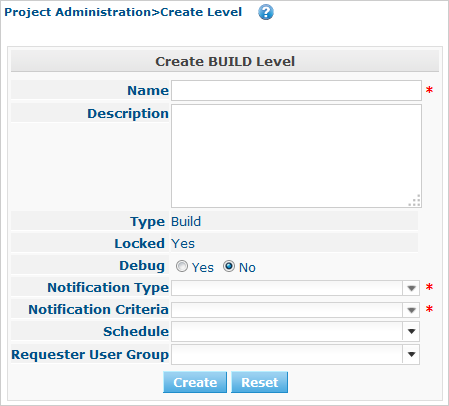 Project Administration>Create Level ?
Create BUILD Level
Name *
Description
Type Build
Locked Yes
Debug Yes No
Notification Type *
Notification Criteria *
Schedule
Requester User Group
Create Reset